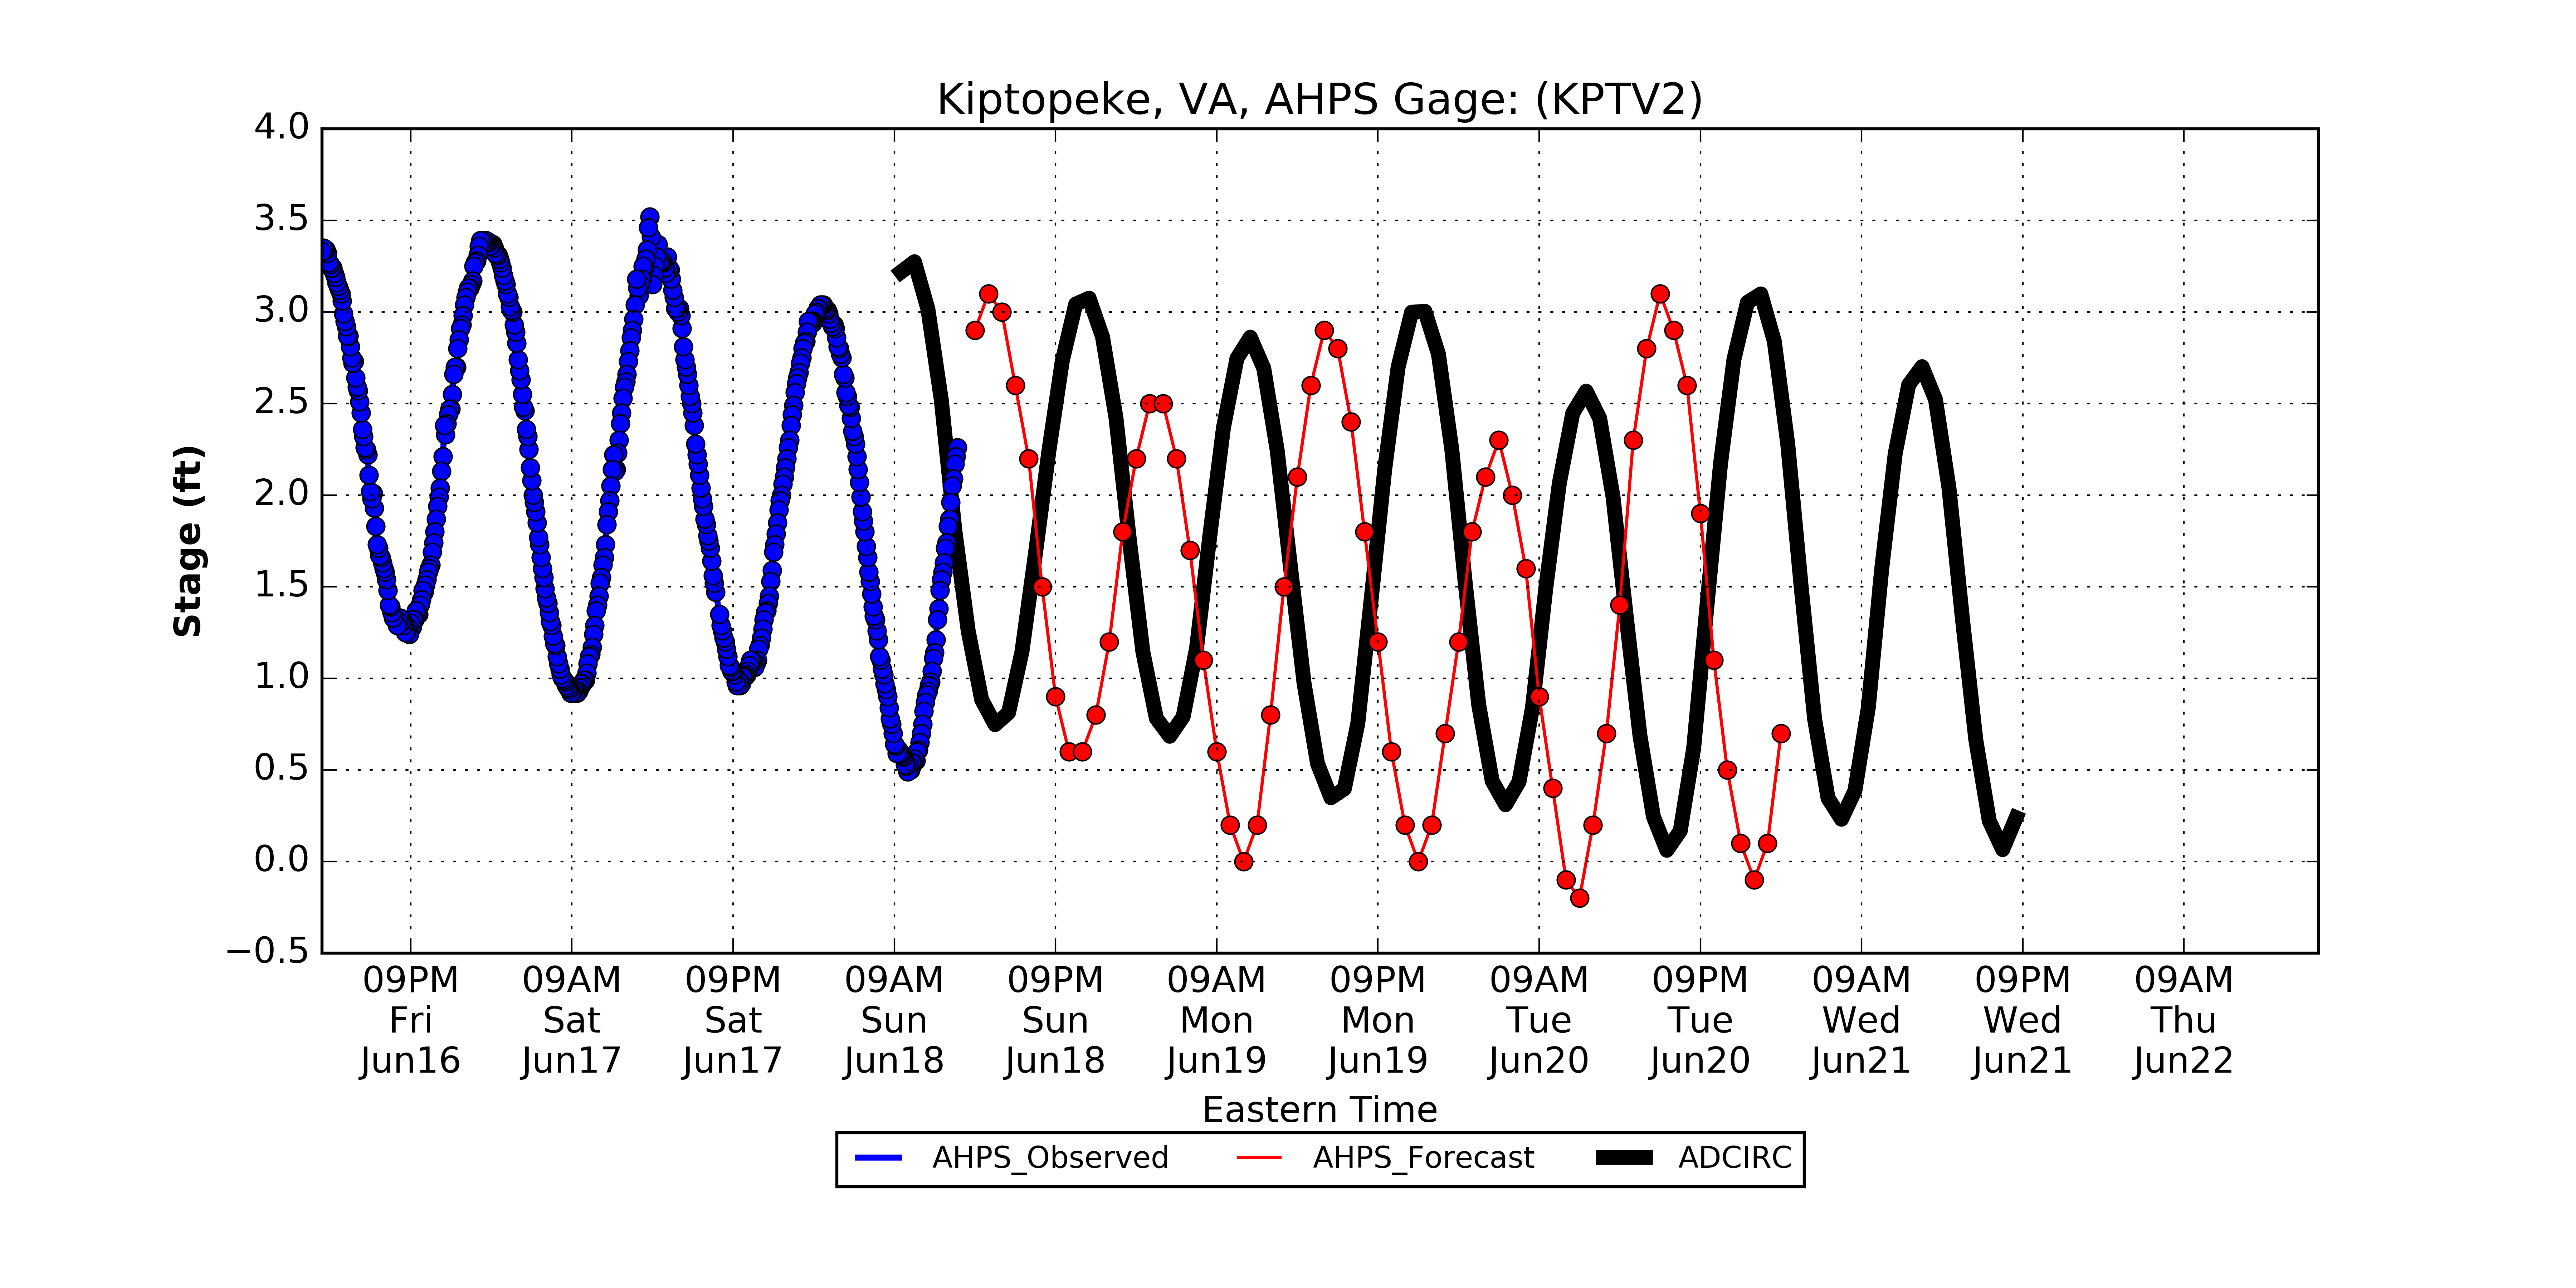 Kiptopeke, VA, AHPS Gage: (KPTV2)
4.0
3.5
3.0
2.5
2.0
1.5
1.0
0.5
0.0
−0.5
Stage (ft)
09PM 09AM 09PM 09AM 09PM 09AM 09PM 09AM 09PM 09AM 09PM 09AM
Fri Sat Sat Sun Sun Mon Mon Tue Tue Wed Wed Thu
Jun16 Jun17 Jun17 Jun18 Jun18 Jun19 Jun19 Jun20 Jun20 Jun21 Jun21 Jun22
Eastern Time
AHPS_Observed AHPS_Forecast ADCIRC